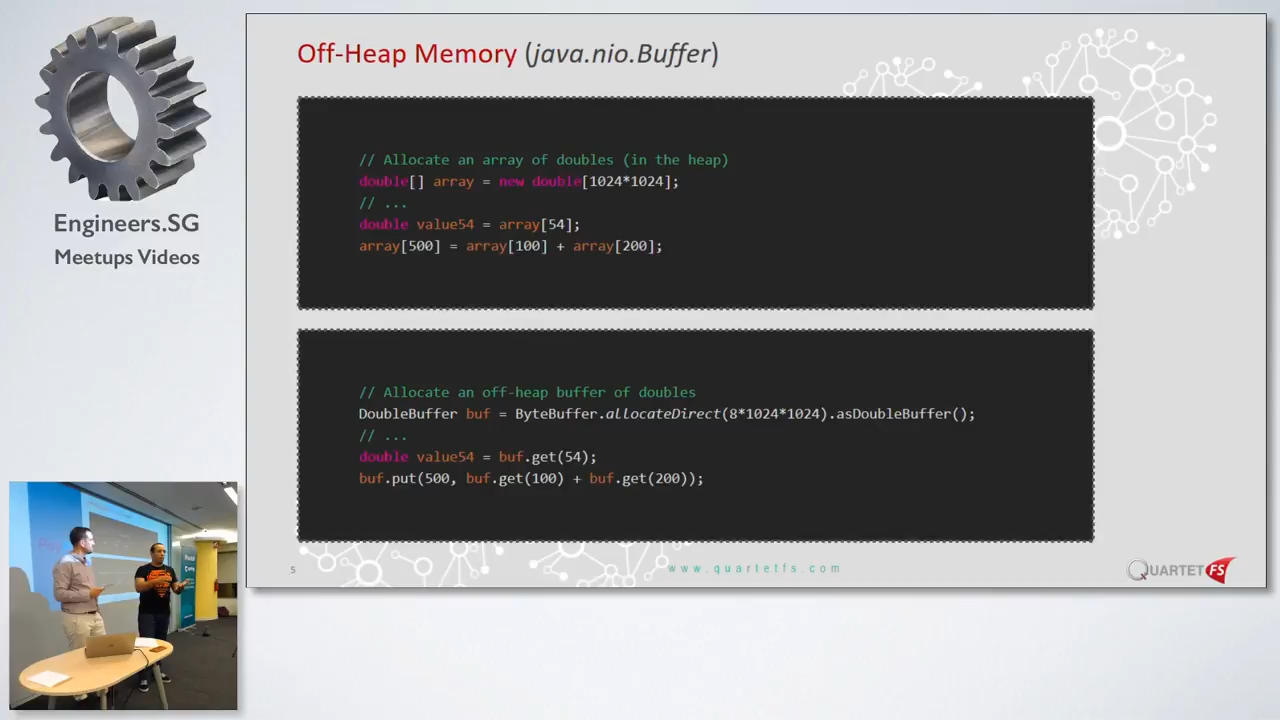 Engineers.SG
Meetups Videos
Off-Heap Memory (java.nio.Buffer)
// Allocate an array of doubles (in the heap)
double[] array = new double[1024*1024];
// ...
double value54 = array[54];
array[500] = array[100] + array[200];
// Allocate an off-heap buffer of doubles
DoubleBuffer buf = ByteBuffer.allocateDirect(8*1024*1024).asDoubleBuffer();
// ...
double value54 = buf.get(54);
buf.put(500, buf.get(100) + buf.get(200));
5
www.quartetfs.com
QUARTET FS